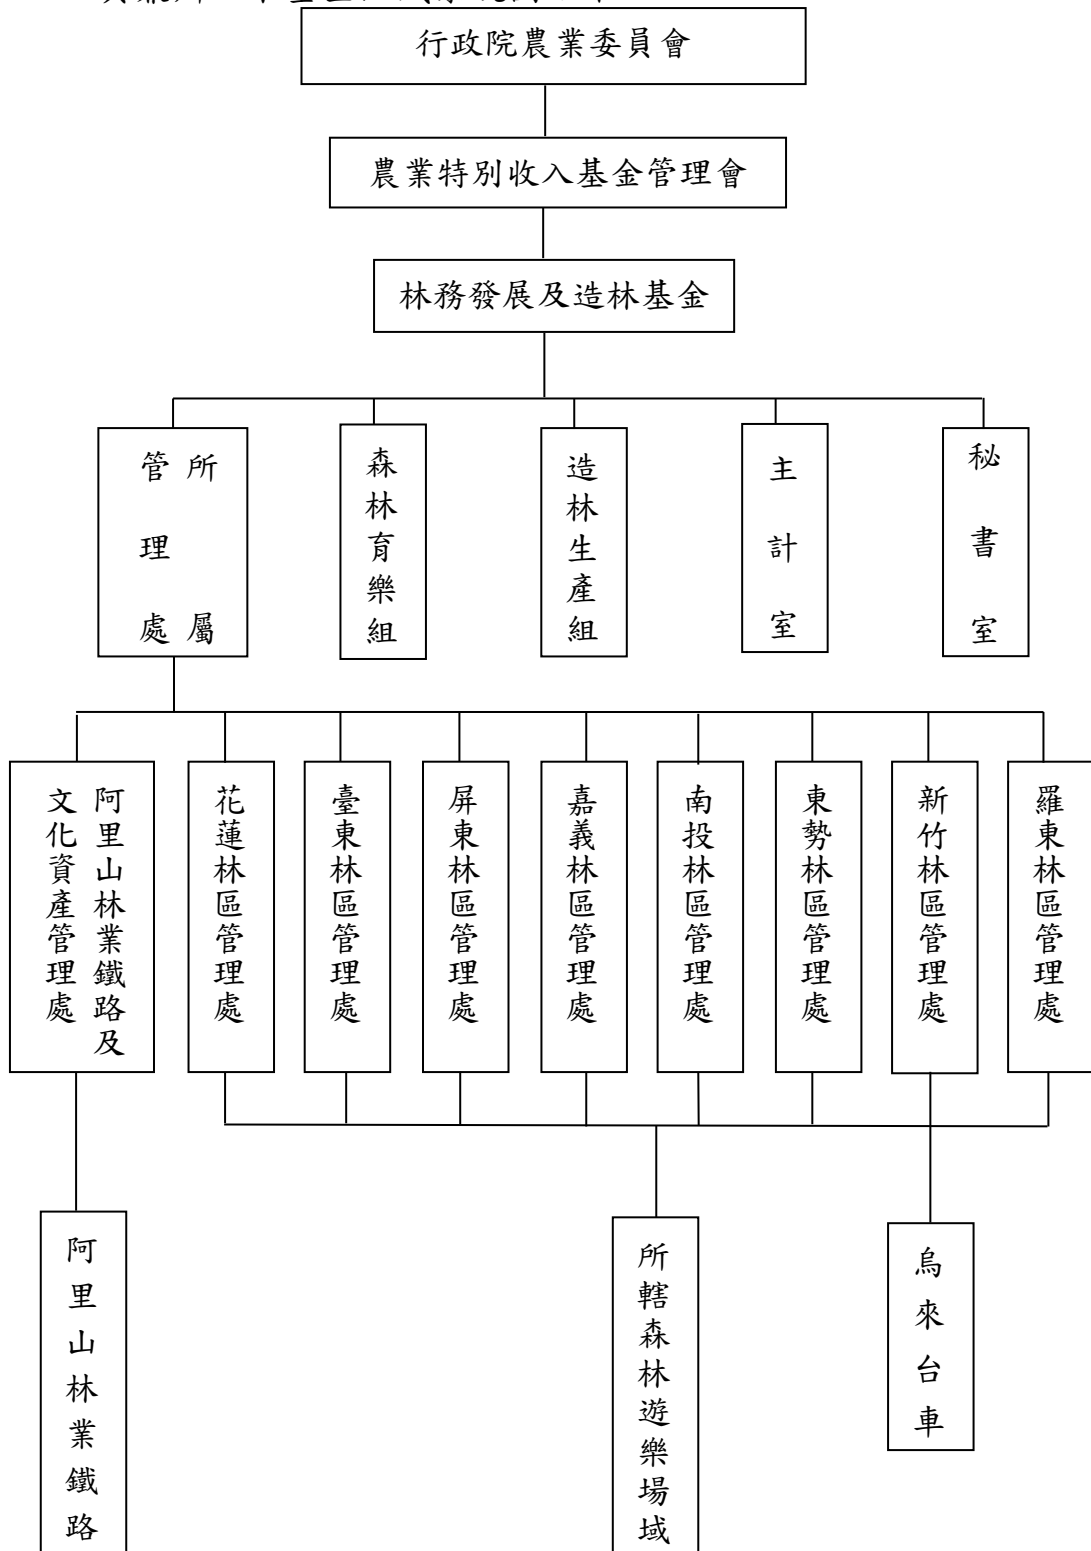 行政院農業委員會
農業特別收入基金管理會
林務發展及造林基金
所屬
管理處
森林育樂組
造林生產組
主計室
秘書室
阿里山林業鐵路及
文化資產管理處
花蓮林區管理處
臺東林區管理處
屏東林區管理處
嘉義林區管理處
南投林區管理處
東勢林區管理處
新竹林區管理處
羅東林區管理處
阿里山林業鐵路
所轄森林遊樂場域
烏來台車